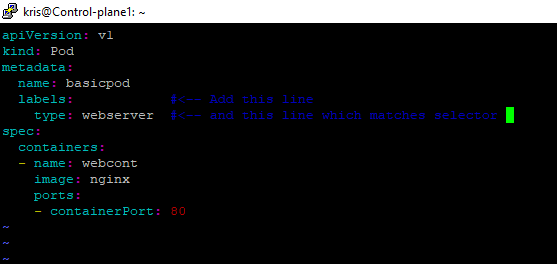 kris@Control-plane1: ~
apiVersion: v1
kind: Pod
metadata:
  name: basicpod
  labels:            #<-- Add this line
    type: webserver  #<-- and this line which matches selector
spec:
  containers:
  - name: webcont
    image: nginx
    ports:
    - containerPort: 80
~
~
~